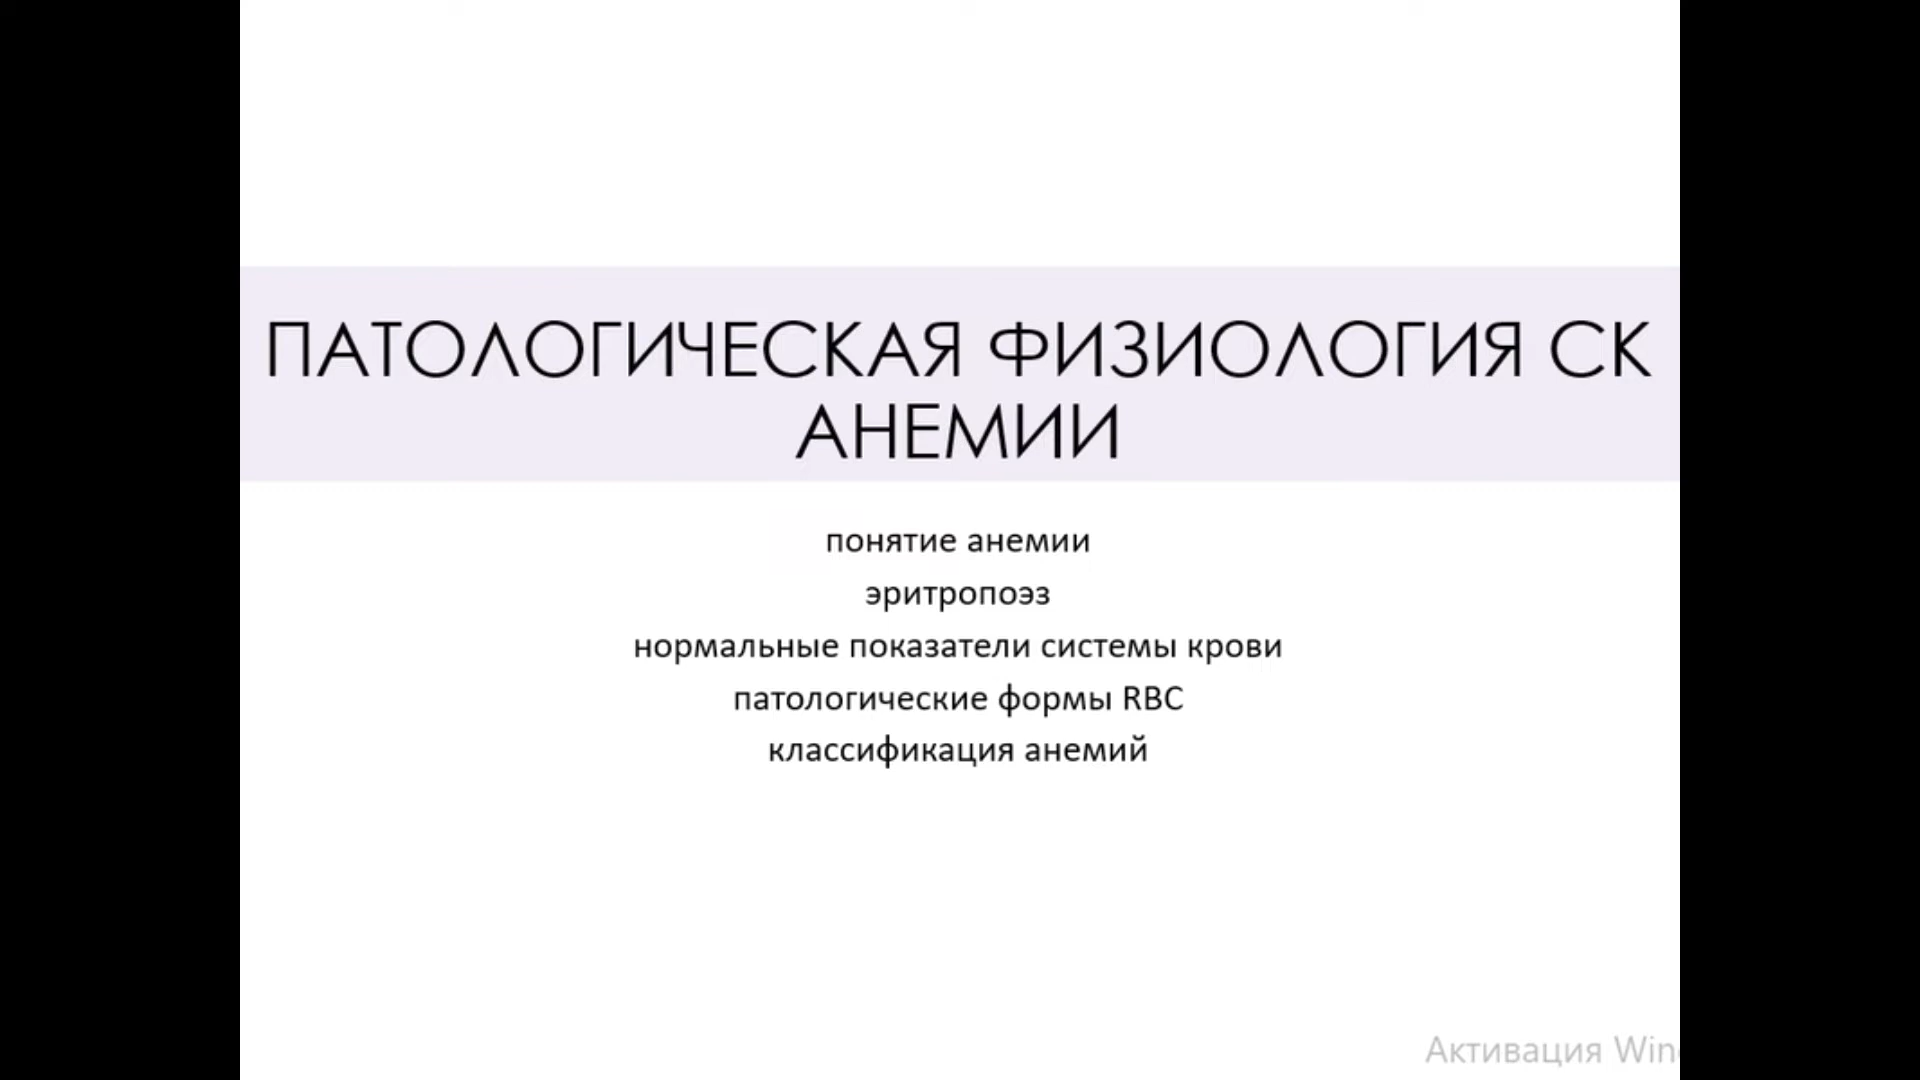 ПАТОЛОГИЧЕСКАЯ ФИЗИОЛОГИЯ СК
АНЕМИИ
понятие анемии
эритропоэз
нормальные показатели системы крови
патологические формы RBC
классификация анемий
Активация Win